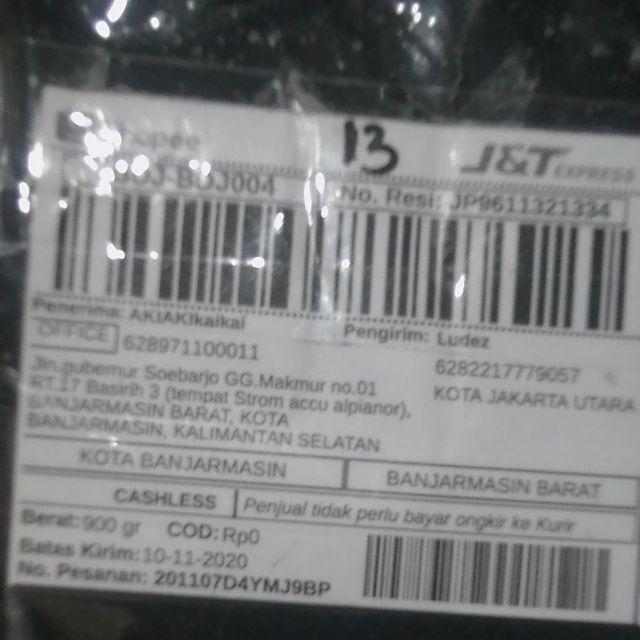 13
J&T EXPRESS
BDJ004
No. Resi: JP9611321334
Penerima: AKIAKIkaikai
Pengirim: Ludez
OFFICE
628971100011
6282217779057
Jln.gubernur Soebarjo GG.Makmur no.01
KOTA JAKARTA UTARA
RT.17 Basirih 3 (tempat Strom accu alpianor),
BANJARMASIN BARAT, KOTA
BANJARMASIN, KALIMANTAN SELATAN
KOTA BANJARMASIN
BANJARMASIN BARAT
CASHLESS
Penjual tidak perlu bayar ongkir ke Kurir
Berat: 900 gr COD: Rp0
Batas Kirim: 10-11-2020
No. Pesanan: 201107D4YMJ9BP